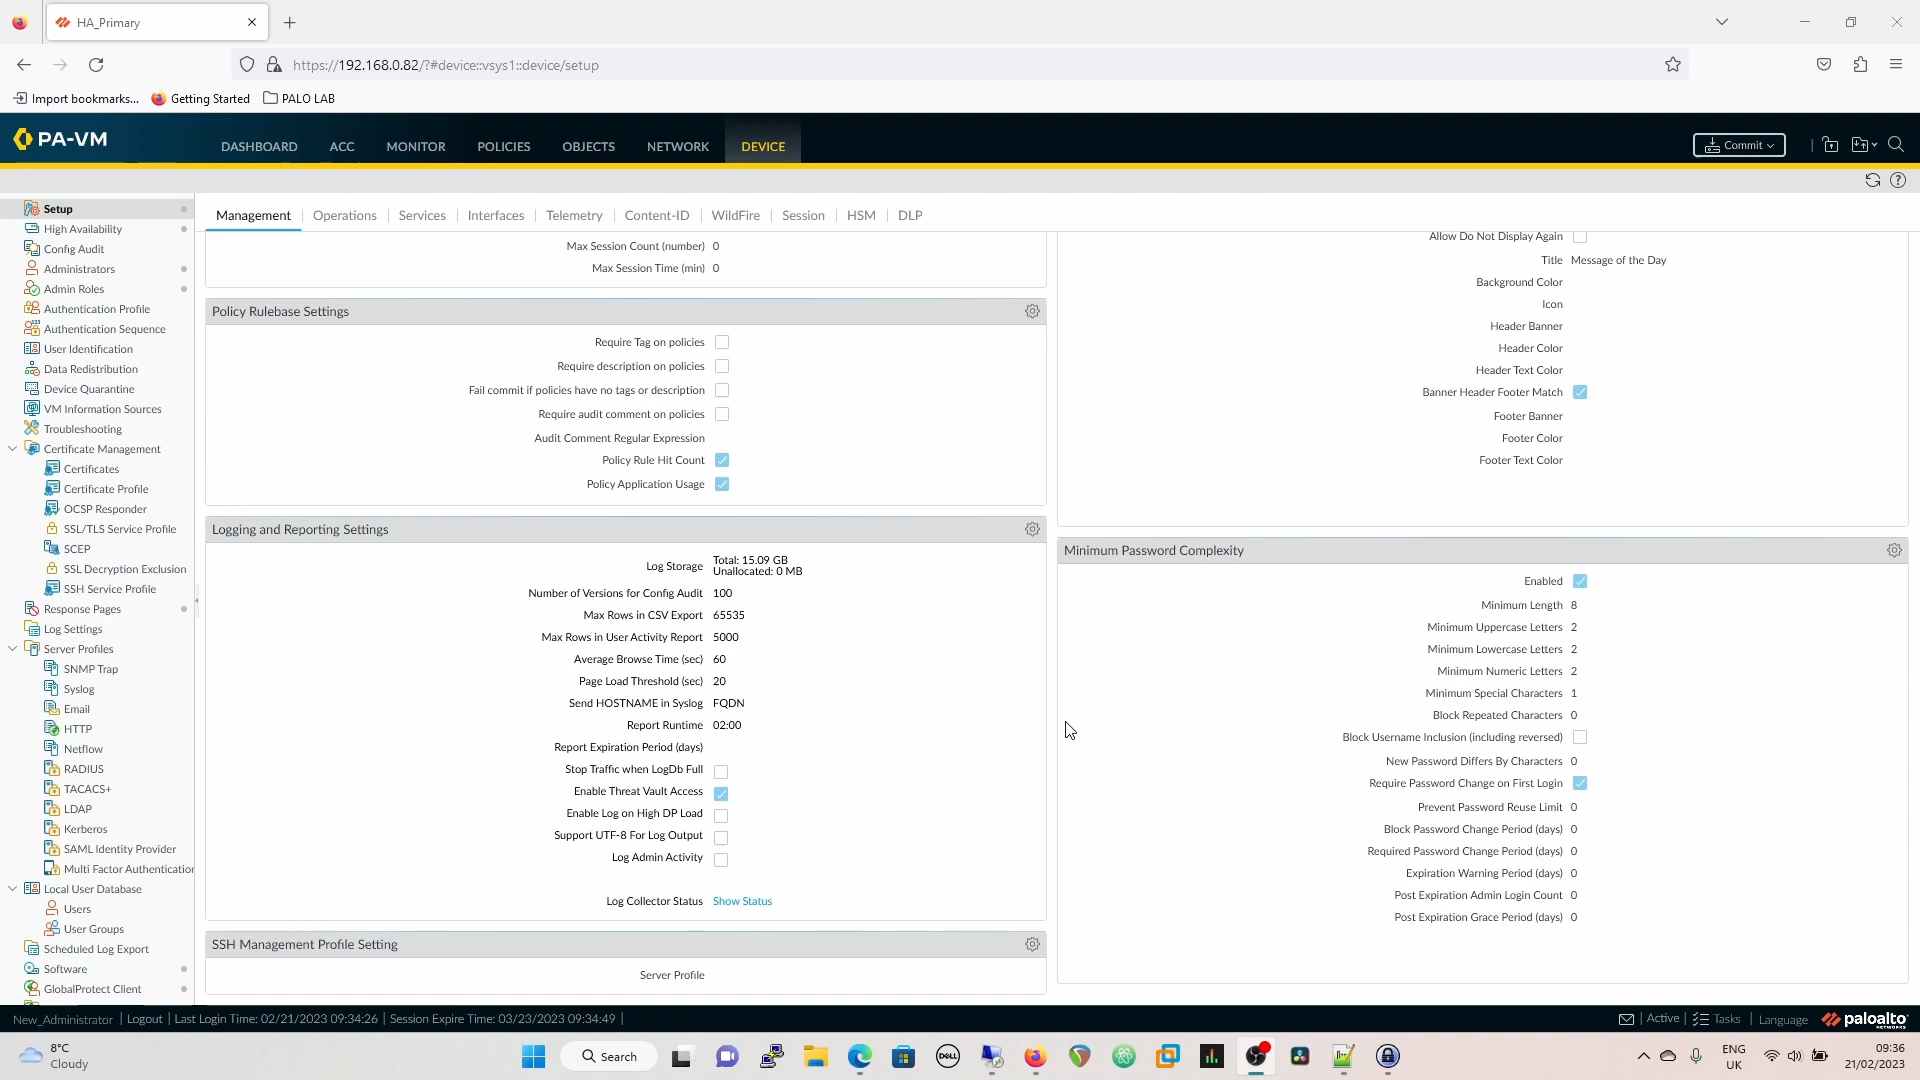 HA_Primary
https://192.168.0.82/?#device::vsys1::device/setup
Import bookmarks... Getting Started PALO LAB
PA-VM
DASHBOARD ACC MONITOR POLICIES OBJECTS NETWORK DEVICE
Commit
Setup
High Availability
Config Audit
Administrators
Admin Roles
Authentication Profile
Authentication Sequence
User Identification
Data Redistribution
Device Quarantine
VM Information Sources
Troubleshooting
Certificate Management
Certificates
Certificate Profile
OCSP Responder
SSL/TLS Service Profile
SCEP
SSL Decryption Exclusion
SSH Service Profile
Response Pages
Log Settings
Server Profiles
SNMP Trap
Syslog
Email
HTTP
Netflow
RADIUS
TACACS+
LDAP
Kerberos
SAML Identity Provider
Multi Factor Authentication
Local User Database
Users
User Groups
Scheduled Log Export
Software
GlobalProtect Client
Management Operations Services Interfaces Telemetry Content-ID WildFire Session HSM DLP
Max Session Count (number) 0
Max Session Time (min) 0
Policy Rulebase Settings
Require Tag on policies
Require description on policies
Fail commit if policies have no tags or description
Require audit comment on policies
Audit Comment Regular Expression
Policy Rule Hit Count
Policy Application Usage
Logging and Reporting Settings
Log Storage Total: 15.09 GB
Unallocated: 0 MB
Number of Versions for Config Audit 100
Max Rows in CSV Export 65535
Max Rows in User Activity Report 5000
Average Browse Time (sec) 60
Page Load Threshold (sec) 20
Send HOSTNAME in Syslog FQDN
Report Runtime 02:00
Report Expiration Period (days)
Stop Traffic when LogDb Full
Enable Threat Vault Access
Enable Log on High DP Load
Support UTF-8 For Log Output
Log Admin Activity
Log Collector Status Show Status
SSH Management Profile Setting
Server Profile
Allow Do Not Display Again
Title Message of the Day
Background Color
Icon
Header Banner
Header Color
Header Text Color
Banner Header Footer Match
Footer Banner
Footer Color
Footer Text Color
Minimum Password Complexity
Enabled
Minimum Length 8
Minimum Uppercase Letters 2
Minimum Lowercase Letters 2
Minimum Numeric Letters 2
Minimum Special Characters 1
Block Repeated Characters 0
Block Username Inclusion (including reversed)
New Password Differs By Characters 0
Require Password Change on First Login
Prevent Password Reuse Limit 0
Block Password Change Period (days) 0
Required Password Change Period (days) 0
Expiration Warning Period (days) 0
Post Expiration Admin Login Count 0
Post Expiration Grace Period (days) 0
New_Administrator | Logout | Last Login Time: 02/21/2023 09:34:26 | Session Expire Time: 03/23/2023 09:34:49 |
| Active | Tasks | Language paloalto NETWORKS
8°C
Cloudy
Search
DELL
ENG
UK
09:36
21/02/2023